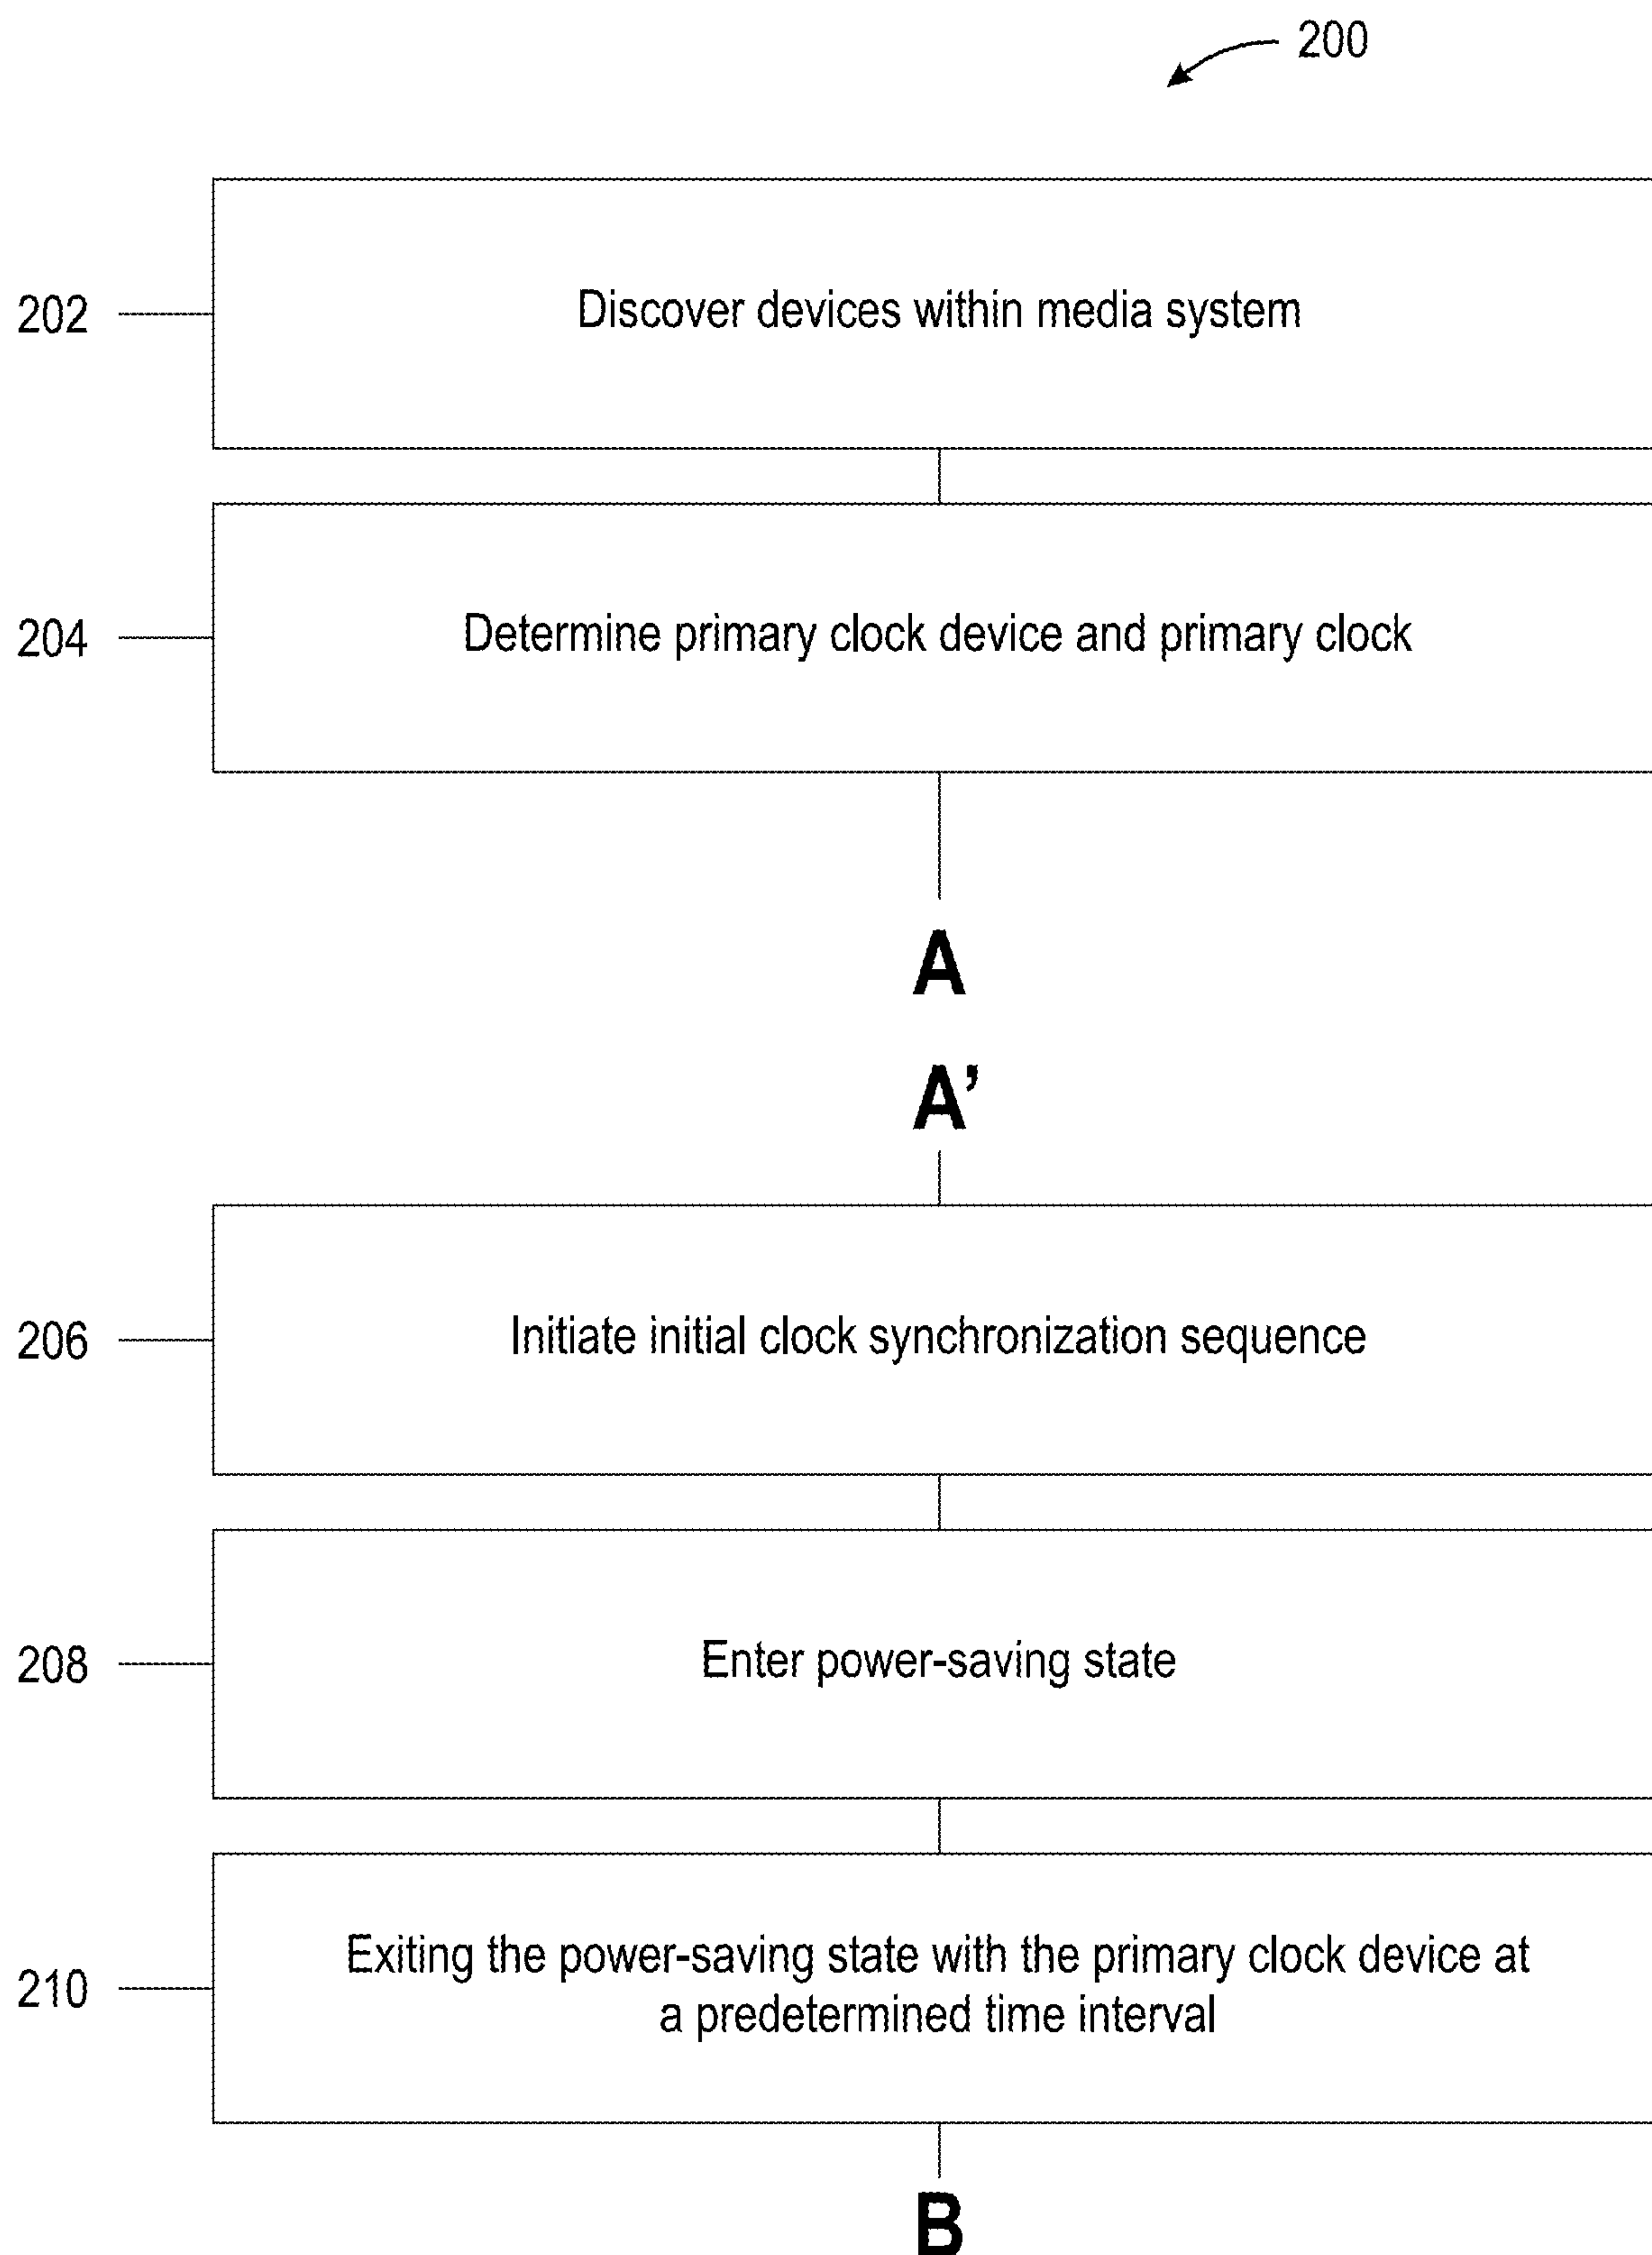 200
202
Discover devices within media system
204
Determine primary clock device and primary clock
A
A’
206
Initiate initial clock synchronization sequence
208
Enter power-saving state
210
Exiting the power-saving state with the primary clock device at
a predetermined time interval
B